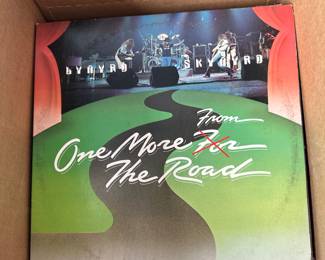 LYNYRD SKYNYRD
From
One More For
The Road